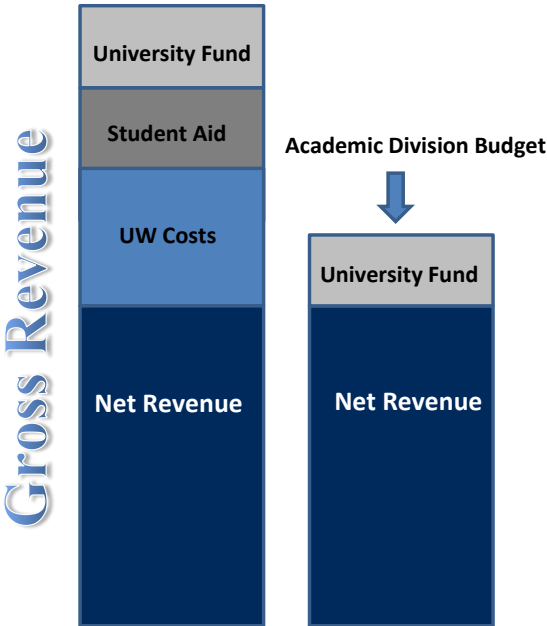 Gross Revenue
University Fund
Student Aid
UW Costs
Net Revenue
Academic Division Budget
University Fund
Net Revenue